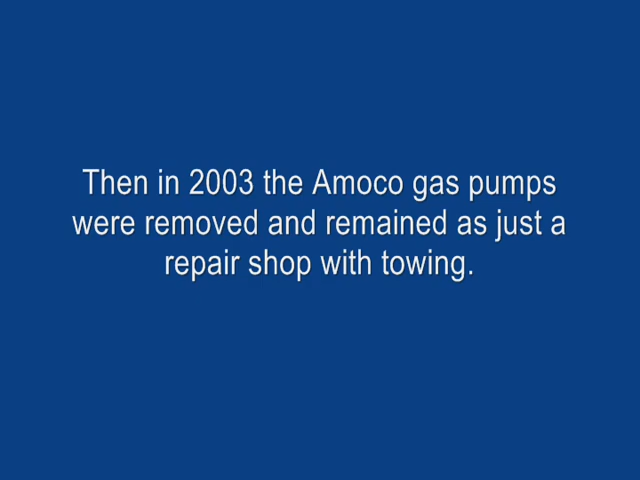 Then in 2003 the Amoco gas pumps
were removed and remained as just a
repair shop with towing.